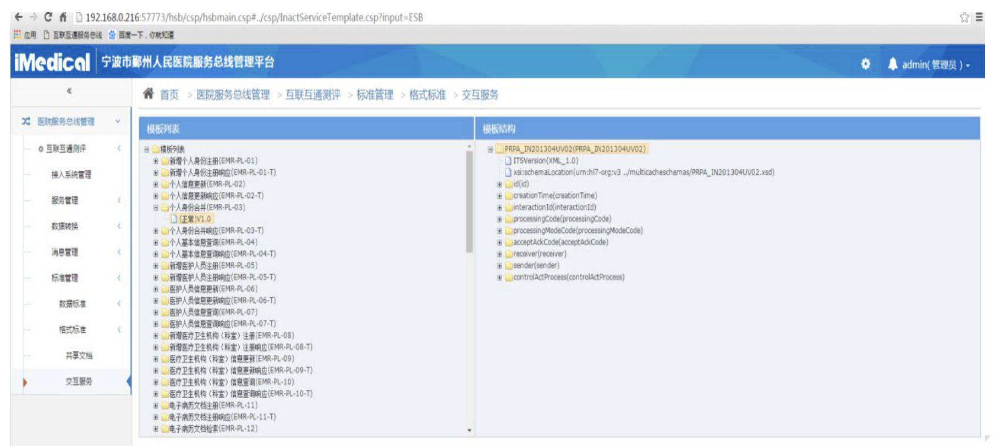 192.168.0.216:57773/hsb/csp/hsbmain.csp#../csp/InactServiceTemplate.csp?input=ESB
应用 互联互通服务总线 百度一下，你就知道
iMedical 宁波市鄞州人民医院服务总线管理平台 admin( 管理员 )
«
首页 > 医院服务总线管理 > 互联互通测评 > 标准管理 > 格式标准 > 交互服务
医院服务总线管理
互联互通测评
接入系统管理
服务管理
数据转换
消息管理
标准管理
数据标准
格式标准
共享文档
交互服务
模板列表
模板列表
新增个人身份注册(EMR-PL-01)
新增个人身份注册响应(EMR-PL-01-T)
个人信息更新(EMR-PL-02)
个人信息更新响应(EMR-PL-02-T)
个人身份合并(EMR-PL-03)
(正常)V1.0
个人身份合并响应(EMR-PL-03-T)
个人基本信息查询(EMR-PL-04)
个人基本信息查询响应(EMR-PL-04-T)
新增医护人员注册(EMR-PL-05)
新增医护人员注册响应(EMR-PL-05-T)
医护人员信息更新(EMR-PL-06)
医护人员信息更新响应(EMR-PL-06-T)
医护人员信息查询(EMR-PL-07)
医护人员信息查询响应(EMR-PL-07-T)
新增医疗卫生机构（科室）注册(EMR-PL-08)
新增医疗卫生机构（科室）注册响应(EMR-PL-08-T)
医疗卫生机构（科室）信息更新(EMR-PL-09)
医疗卫生机构（科室）信息更新响应(EMR-PL-09-T)
医疗卫生机构（科室）信息查询(EMR-PL-10)
医疗卫生机构（科室）信息查询响应(EMR-PL-10-T)
电子病历文档注册(EMR-PL-11)
电子病历文档注册响应(EMR-PL-11-T)
电子病历文档检索(EMR-PL-12)
模板结构
PRPA_IN201304UV02(PRPA_IN201304UV02)
ITSVersion(XML_1.0)
xsi:schemaLocation(urn:hl7-org:v3 ../multicacheschemas/PRPA_IN201304UV02.xsd)
id(id)
creationTime(creationTime)
interactionId(interactionId)
processingCode(processingCode)
processingModeCode(processingModeCode)
acceptAckCode(acceptAckCode)
receiver(receiver)
sender(sender)
controlActProcess(controlActProcess)